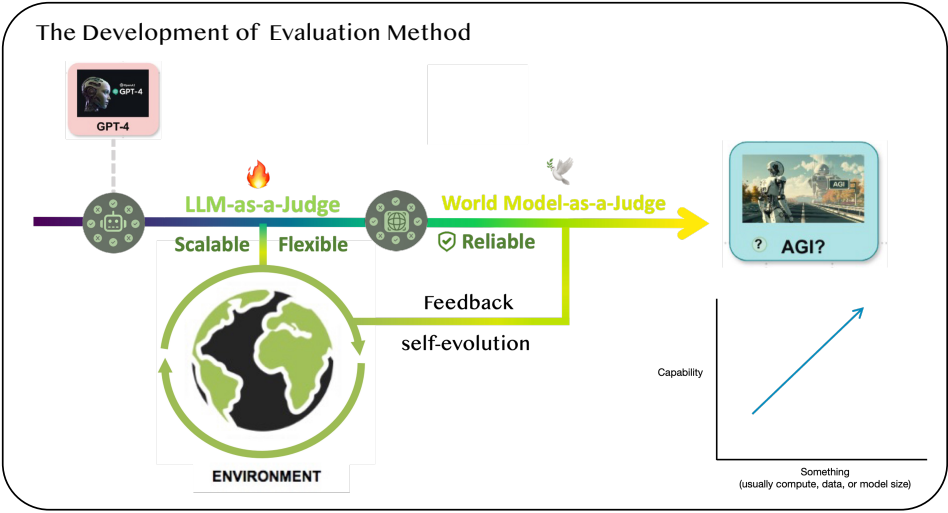 The Development of Evaluation Method
OpenAI
GPT-4
GPT-4
LLM-as-a-Judge
World Model-as-a-Judge
Scalable
Flexible
Reliable
AGI
?
AGI?
Feedback
self-evolution
ENVIRONMENT
Capability
Something
(usually compute, data, or model size)